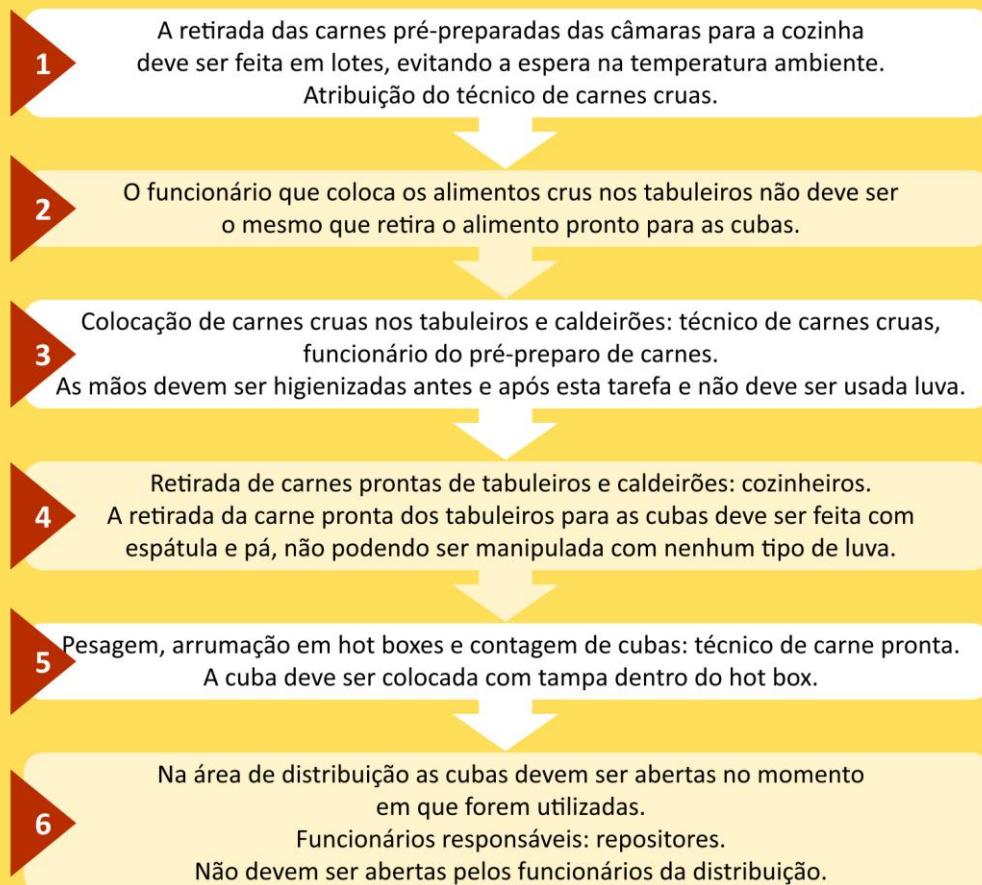 1
A retirada das carnes pré-preparadas das câmaras para a cozinha
deve ser feita em lotes, evitando a espera na temperatura ambiente.
Atribuição do técnico de carnes cruas.
2
O funcionário que coloca os alimentos crus nos tabuleiros não deve ser
o mesmo que retira o alimento pronto para as cubas.
3
Colocação de carnes cruas nos tabuleiros e caldeirões: técnico de carnes cruas,
funcionário do pré-preparo de carnes.
As mãos devem ser higienizadas antes e após esta tarefa e não deve ser usada luva.
4
Retirada de carnes prontas de tabuleiros e caldeirões: cozinheiros.
A retirada da carne pronta dos tabuleiros para as cubas deve ser feita com
espátula e pá, não podendo ser manipulada com nenhum tipo de luva.
5
Pesagem, arrumação em hot boxes e contagem de cubas: técnico de carne pronta.
A cuba deve ser colocada com tampa dentro do hot box.
6
Na área de distribuição as cubas devem ser abertas no momento
em que forem utilizadas.
Funcionários responsáveis: repositores.
Não devem ser abertas pelos funcionários da distribuição.